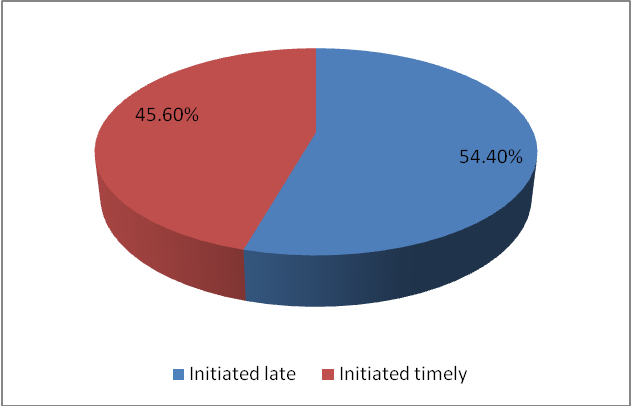 45.60%
54.40%
Initiated late
Initiated timely